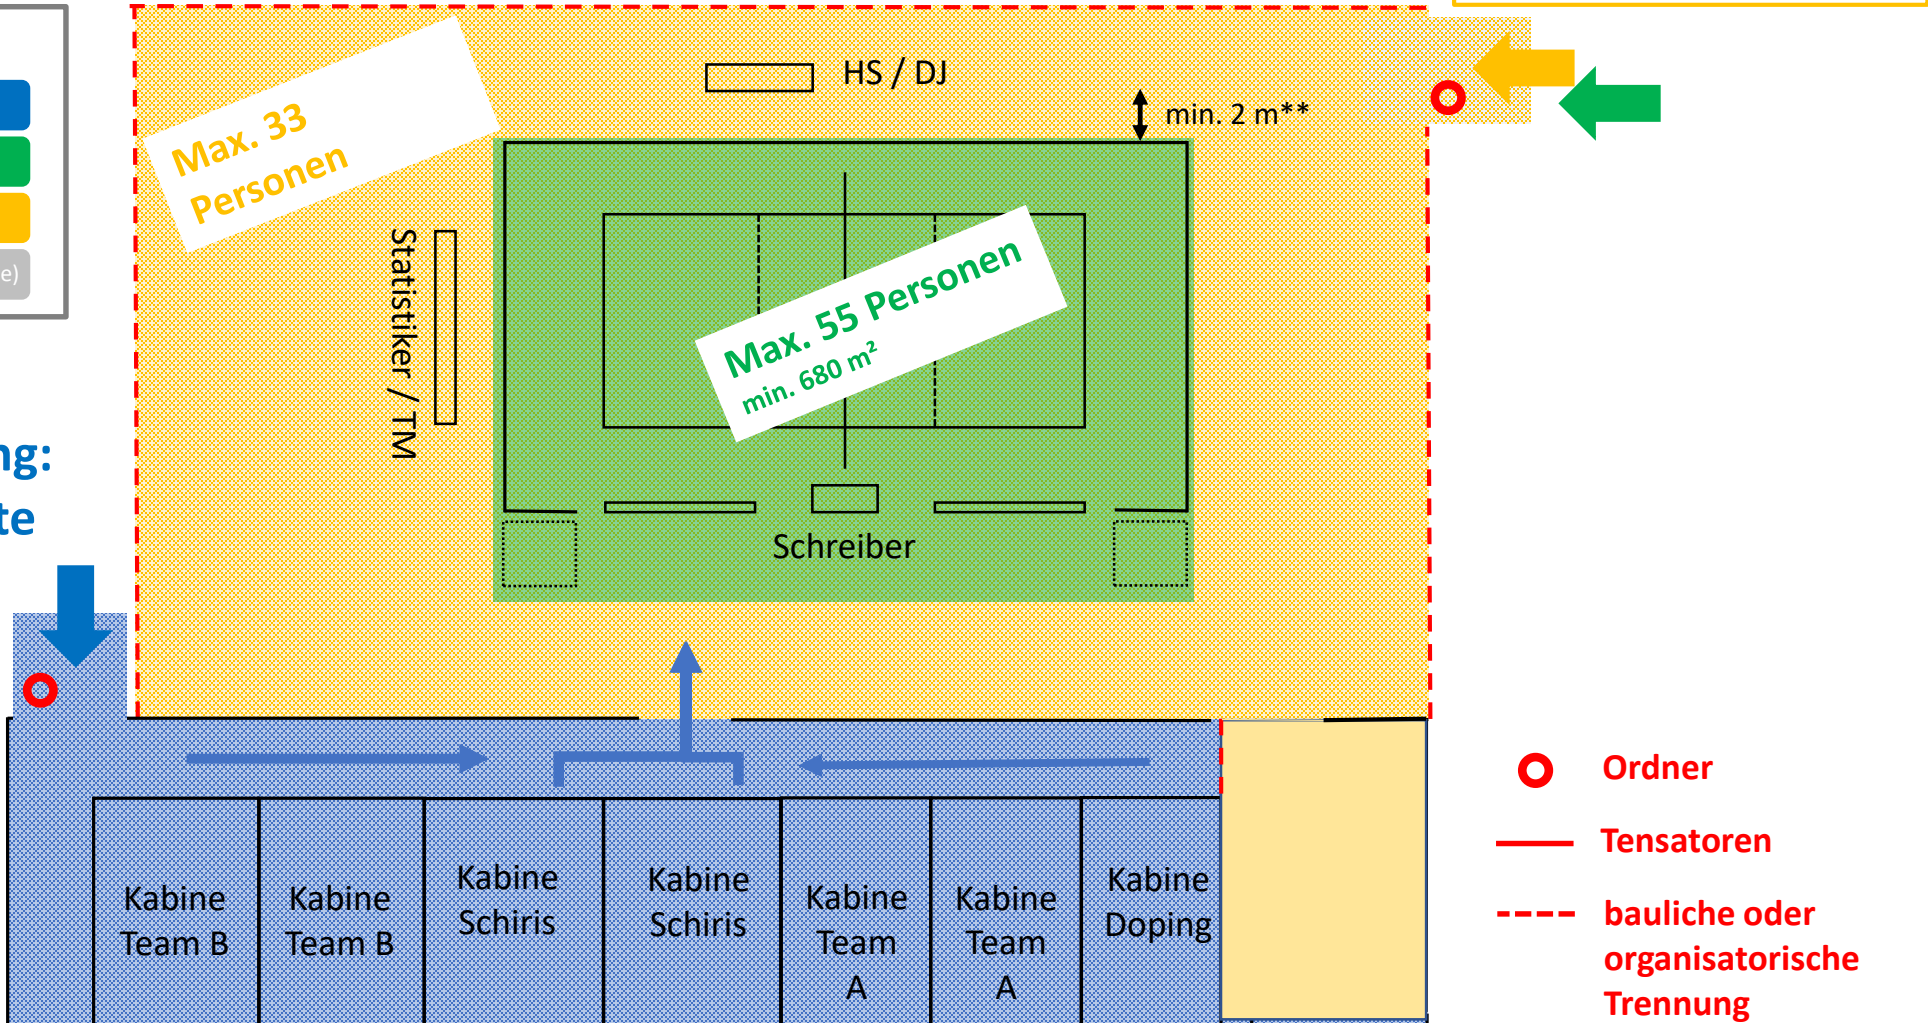 HS / DJ
min. 2 m**
Max. 33
Personen
e)
Statistiker / TM
Max. 55 Personen
min. 680 m²
ng:
te
Schreiber
Kabine
Team B
Kabine
Team B
Kabine
Schiris
Kabine
Schiris
Kabine
Team
A
Kabine
Team
A
Kabine
Doping
Ordner
Tensatoren
bauliche oder
organisatorische
Trennung